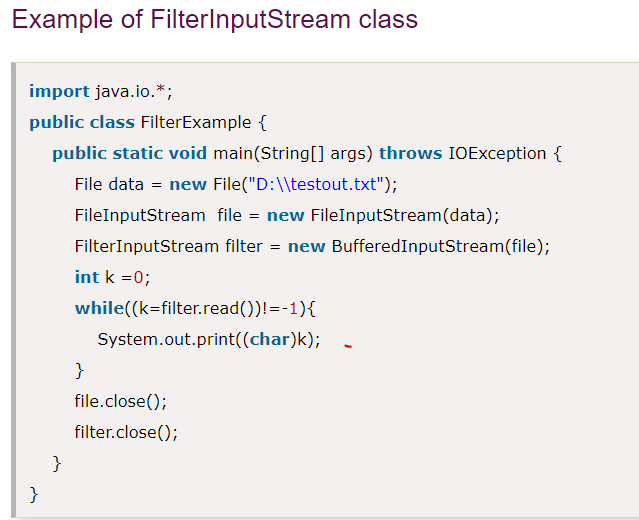 Example of FilterInputStream class
import java.io.*;
public class FilterExample {
public static void main(String[] args) throws IOException {
File data = new File("D:\\testout.txt");
FileInputStream  file = new FileInputStream(data);
FilterInputStream filter = new BufferedInputStream(file);
int k =0;
while((k=filter.read())!=-1){
System.out.print((char)k);
}
file.close();
filter.close();
}
}